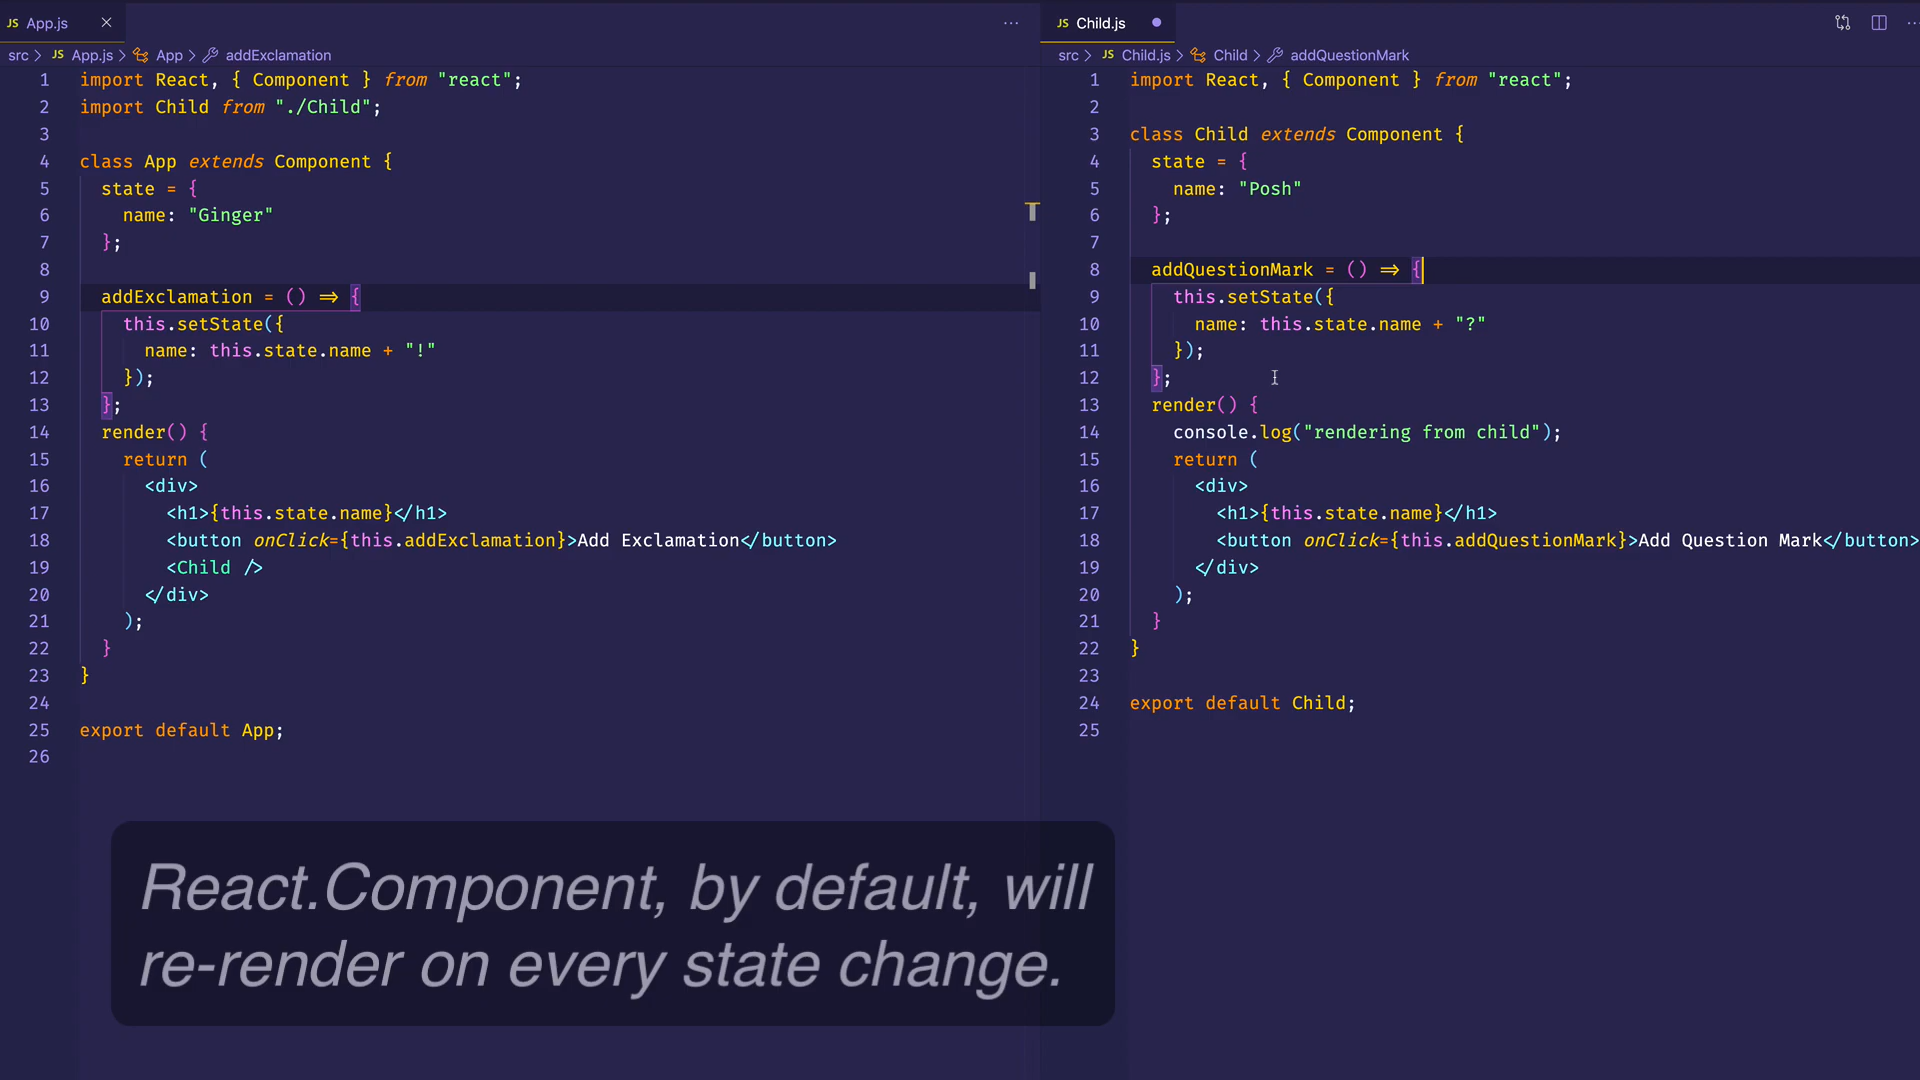 JS App.js ×
src > JS App.js > App > addExclamation
1 import React, { Component } from "react";
2 import Child from "./Child";
3
4 class App extends Component {
5 state = {
6 name: "Ginger"
7 };
8
9 addExclamation = () => {
10 this.setState({
11 name: this.state.name + "!"
12 });
13 };
14 render() {
15 return (
16 <div>
17 <h1>{this.state.name}</h1>
18 <button onClick={this.addExclamation}>Add Exclamation</button>
19 <Child />
20 </div>
21 );
22 }
23 }
24
25 export default App;
26
JS Child.js
src > JS Child.js > Child > addQuestionMark
1 import React, { Component } from "react";
2
3 class Child extends Component {
4 state = {
5 name: "Posh"
6 };
7
8 addQuestionMark = () => {
9 this.setState({
10 name: this.state.name + "?"
11 });
12 };
13 render() {
14 console.log("rendering from child");
15 return (
16 <div>
17 <h1>{this.state.name}</h1>
18 <button onClick={this.addQuestionMark}>Add Question Mark</button>
19 </div>
20 );
21 }
22 }
23
24 export default Child;
25
React.Component, by default, will
re-render on every state change.